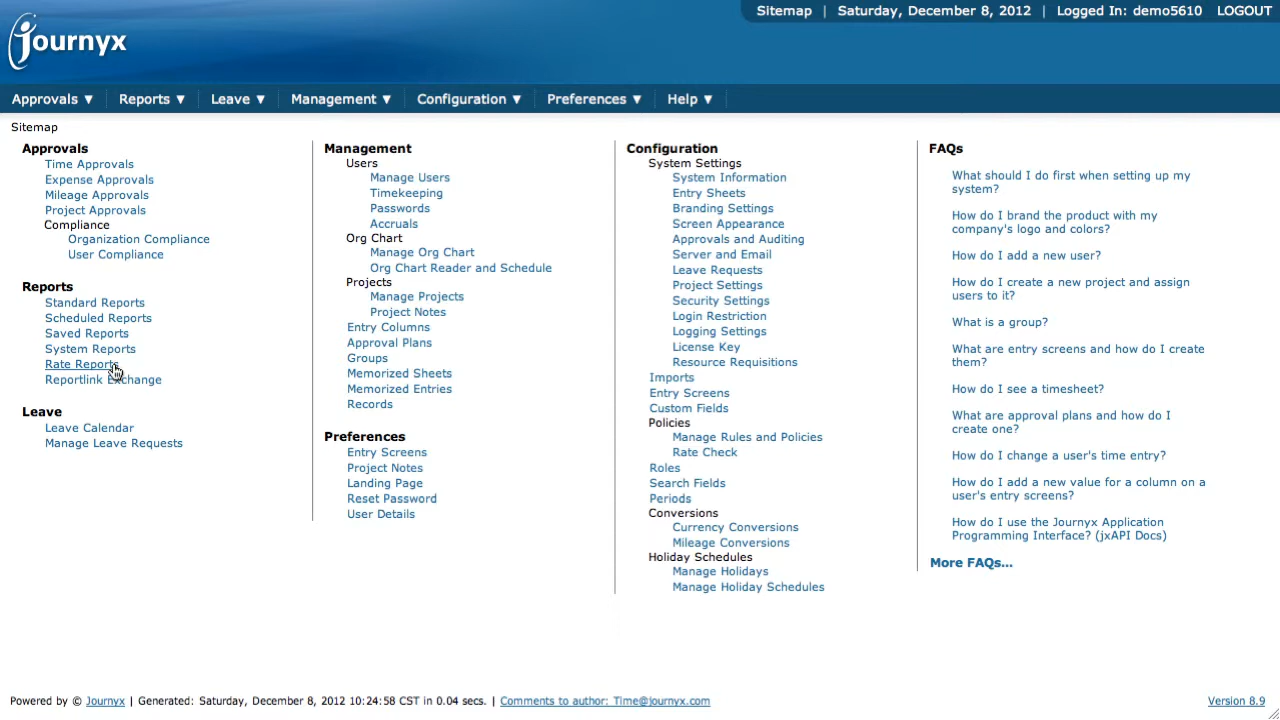 Sitemap | Saturday, December 8, 2012 | Logged In: demo5610 LOGOUT
journyx
Approvals ▼ Reports ▼ Leave ▼ Management ▼ Configuration ▼ Preferences ▼ Help ▼
Sitemap
Approvals
Time Approvals
Expense Approvals
Mileage Approvals
Project Approvals
Compliance
Organization Compliance
User Compliance
Reports
Standard Reports
Scheduled Reports
Saved Reports
System Reports
Rate Reports
Reportlink Exchange
Leave
Leave Calendar
Manage Leave Requests
Management
Users
Manage Users
Timekeeping
Passwords
Accruals
Org Chart
Manage Org Chart
Org Chart Reader and Schedule
Projects
Manage Projects
Project Notes
Entry Columns
Approval Plans
Groups
Memorized Sheets
Memorized Entries
Records
Preferences
Entry Screens
Project Notes
Landing Page
Reset Password
User Details
Configuration
System Settings
System Information
Entry Sheets
Branding Settings
Screen Appearance
Approvals and Auditing
Server and Email
Leave Requests
Project Settings
Security Settings
Login Restriction
Logging Settings
License Key
Resource Requisitions
Imports
Entry Screens
Custom Fields
Policies
Manage Rules and Policies
Rate Check
Roles
Search Fields
Periods
Conversions
Currency Conversions
Mileage Conversions
Holiday Schedules
Manage Holidays
Manage Holiday Schedules
FAQs
What should I do first when setting up my
system?
How do I brand the product with my
company's logo and colors?
How do I add a new user?
How do I create a new project and assign
users to it?
What is a group?
What are entry screens and how do I create
them?
How do I see a timesheet?
What are approval plans and how do I
create one?
How do I change a user's time entry?
How do I add a new value for a column on a
user's entry screens?
How do I use the Journyx Application
Programming Interface? (jxAPI Docs)
More FAQs...
Powered by © Journyx | Generated: Saturday, December 8, 2012 10:24:58 CST in 0.04 secs. | Comments to author: Time@journyx.com
Version 8.9